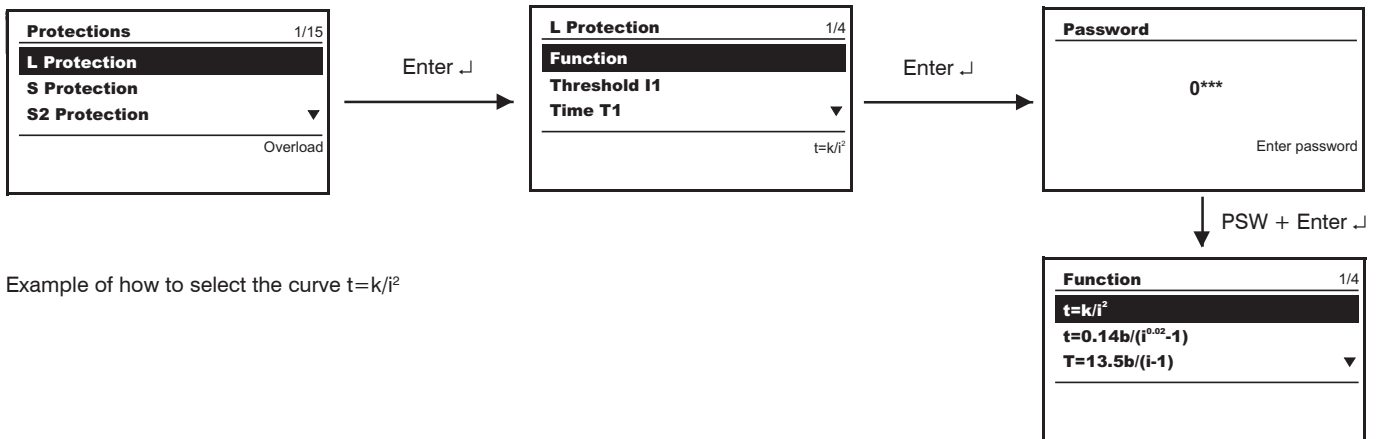 Protections 1/15
L Protection
S Protection
S2 Protection ▼
Overload
Enter ↵
L Protection 1/4
Function
Threshold I1
Time T1 ▼
t=k/i²
Enter ↵
Password
0***
Enter password
PSW + Enter ↵
Example of how to select the curve t=k/i²
Function 1/4
t=k/i²
t=0.14b/(i⁰·⁰²-1)
T=13.5b/(i-1) ▼